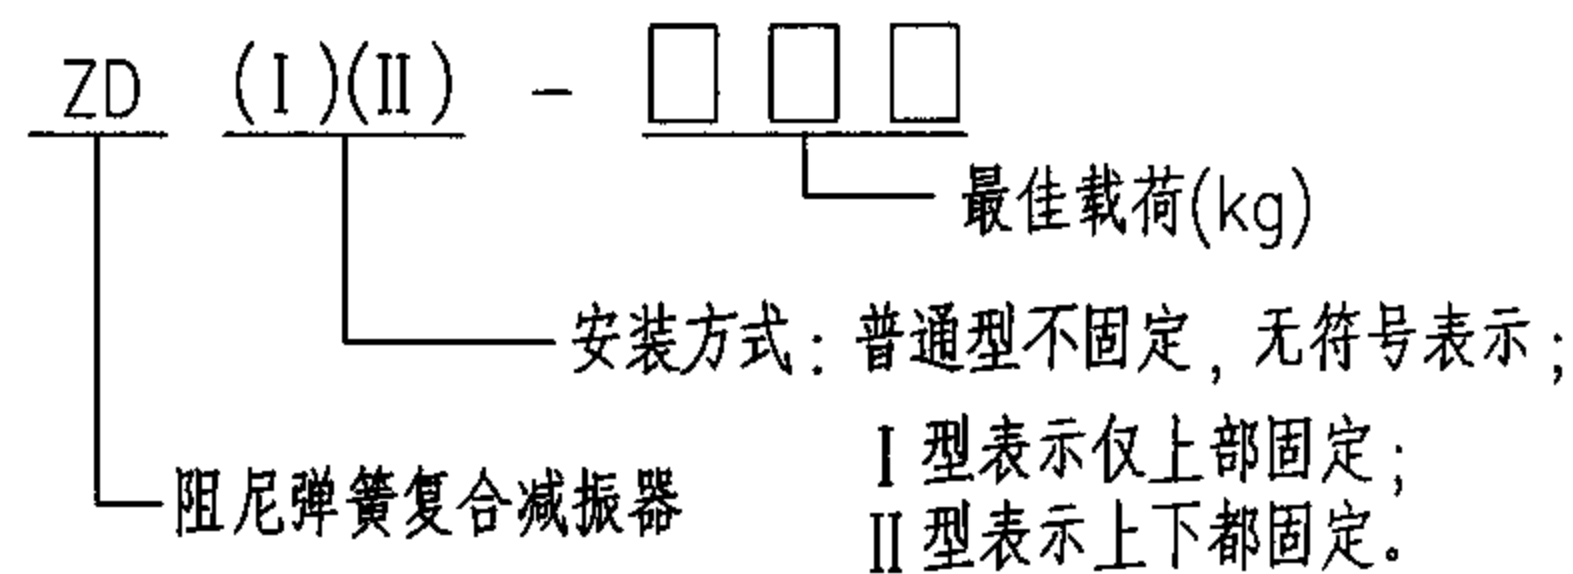 ZD (Ⅰ)(Ⅱ) - □ □ □
最佳载荷(kg)
安装方式：普通型不固定，无符号表示；
Ⅰ型表示仅上部固定；
阻尼弹簧复合减振器
Ⅱ型表示上下都固定。